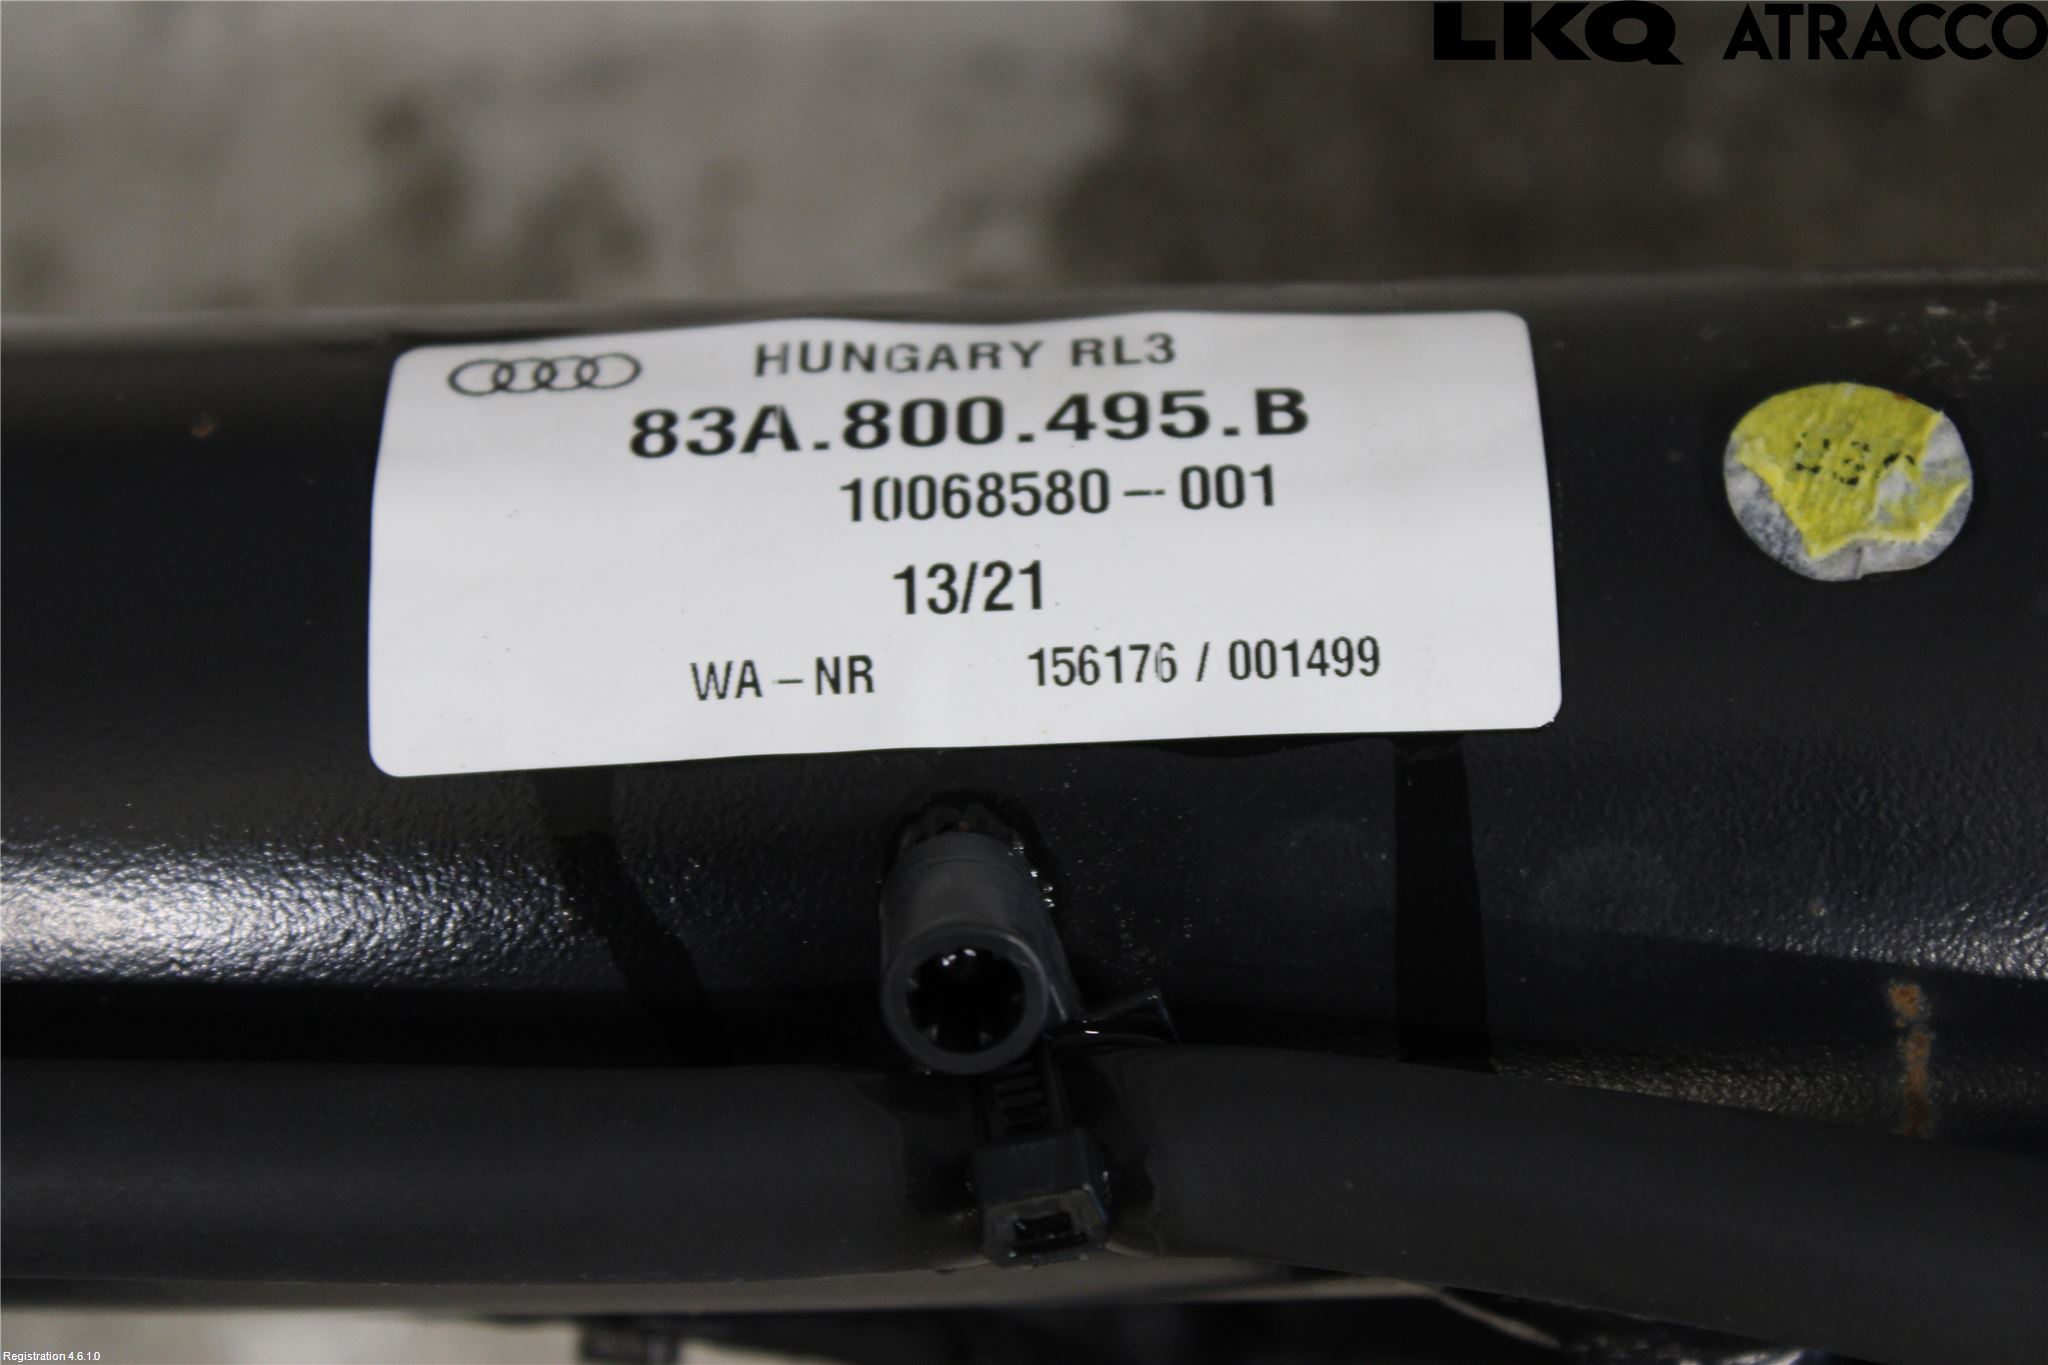 LKQ ATRACCO
HUNGARY RL3
83A.800.495.B
10068580-001
13/21
WA-NR 156176 / 001499
Registration 4.6.1.0